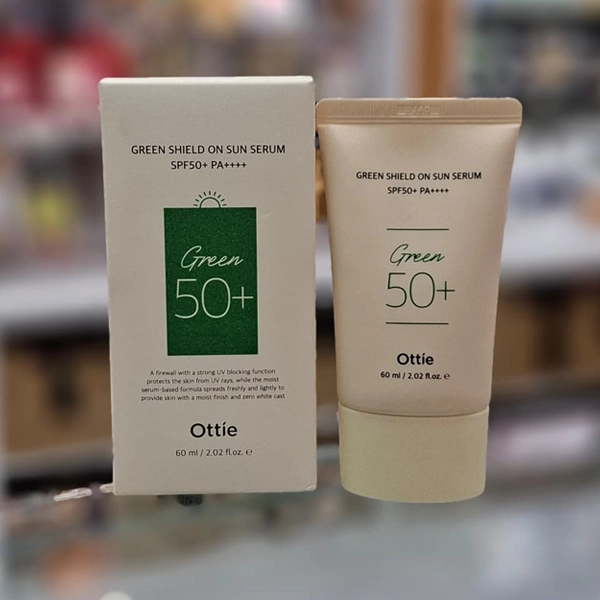 GREEN SHIELD ON SUN SERUM
SPF50+ PA++++
Green
50+
A firewall with a strong UV blocking function
protects the skin from UV rays, while the moist
serum-based formula spreads freshly and lightly to
provide skin with a moist finish and zero white cast
Ottie
60 ml / 2.02 fl.oz. ℮
GREEN SHIELD ON SUN SERUM
SPF50+ PA++++
Green
50+
Ottie
60 ml / 2.02 fl.oz. ℮